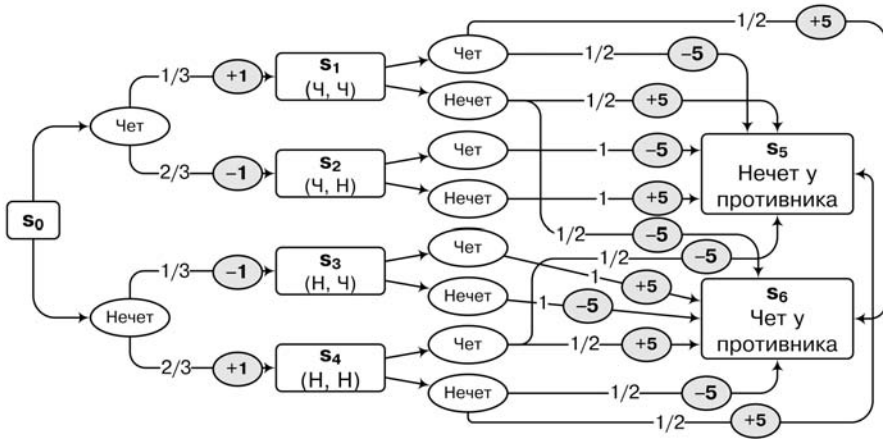 1/2 +5
Чет 1/2 −5
1/3 +1 s₁
(Ч, Ч)
Нечет 1/2 +5
Чет
2/3 −1 s₂
(Ч, Н)
Чет 1 −5
Нечет 1 +5
s₅
Нечет у
противника
s₀
1/2 −5
1/2 −5
1/3 −1 s₃
(Н, Ч)
Чет 1 +5
Нечет 1 −5
s₆
Чет у
противника
Нечет
2/3 +1 s₄
(Н, Н)
Чет 1/2 +5
Нечет 1/2 −5
1/2 +5